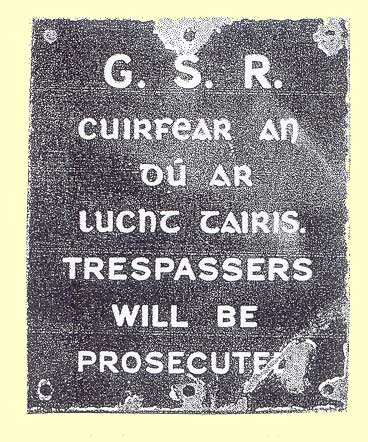 G. S. R.
CUIRFEAR AN
DLÍ AR
LUCHT TAIRIS.
TRESPASSERS
WILL BE
PROSECUTED